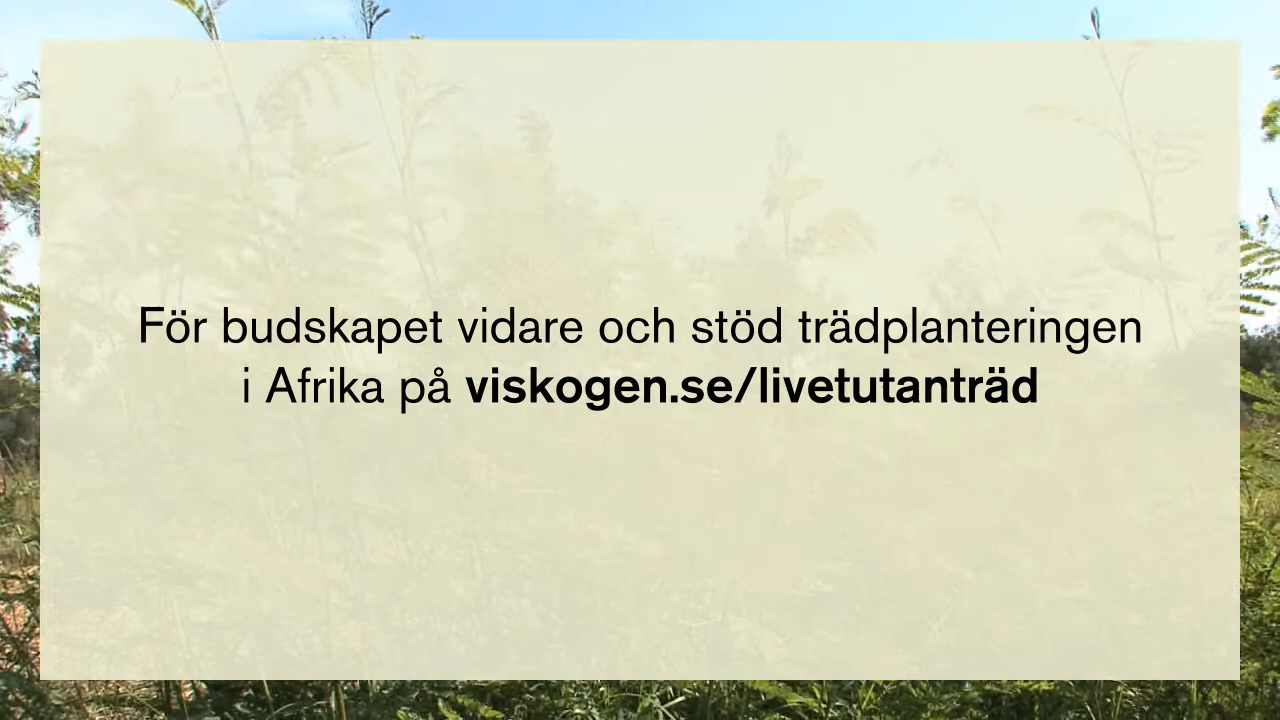 För budskapet vidare och stöd trädplanteringen
i Afrika på viskogen.se/livetutanträd